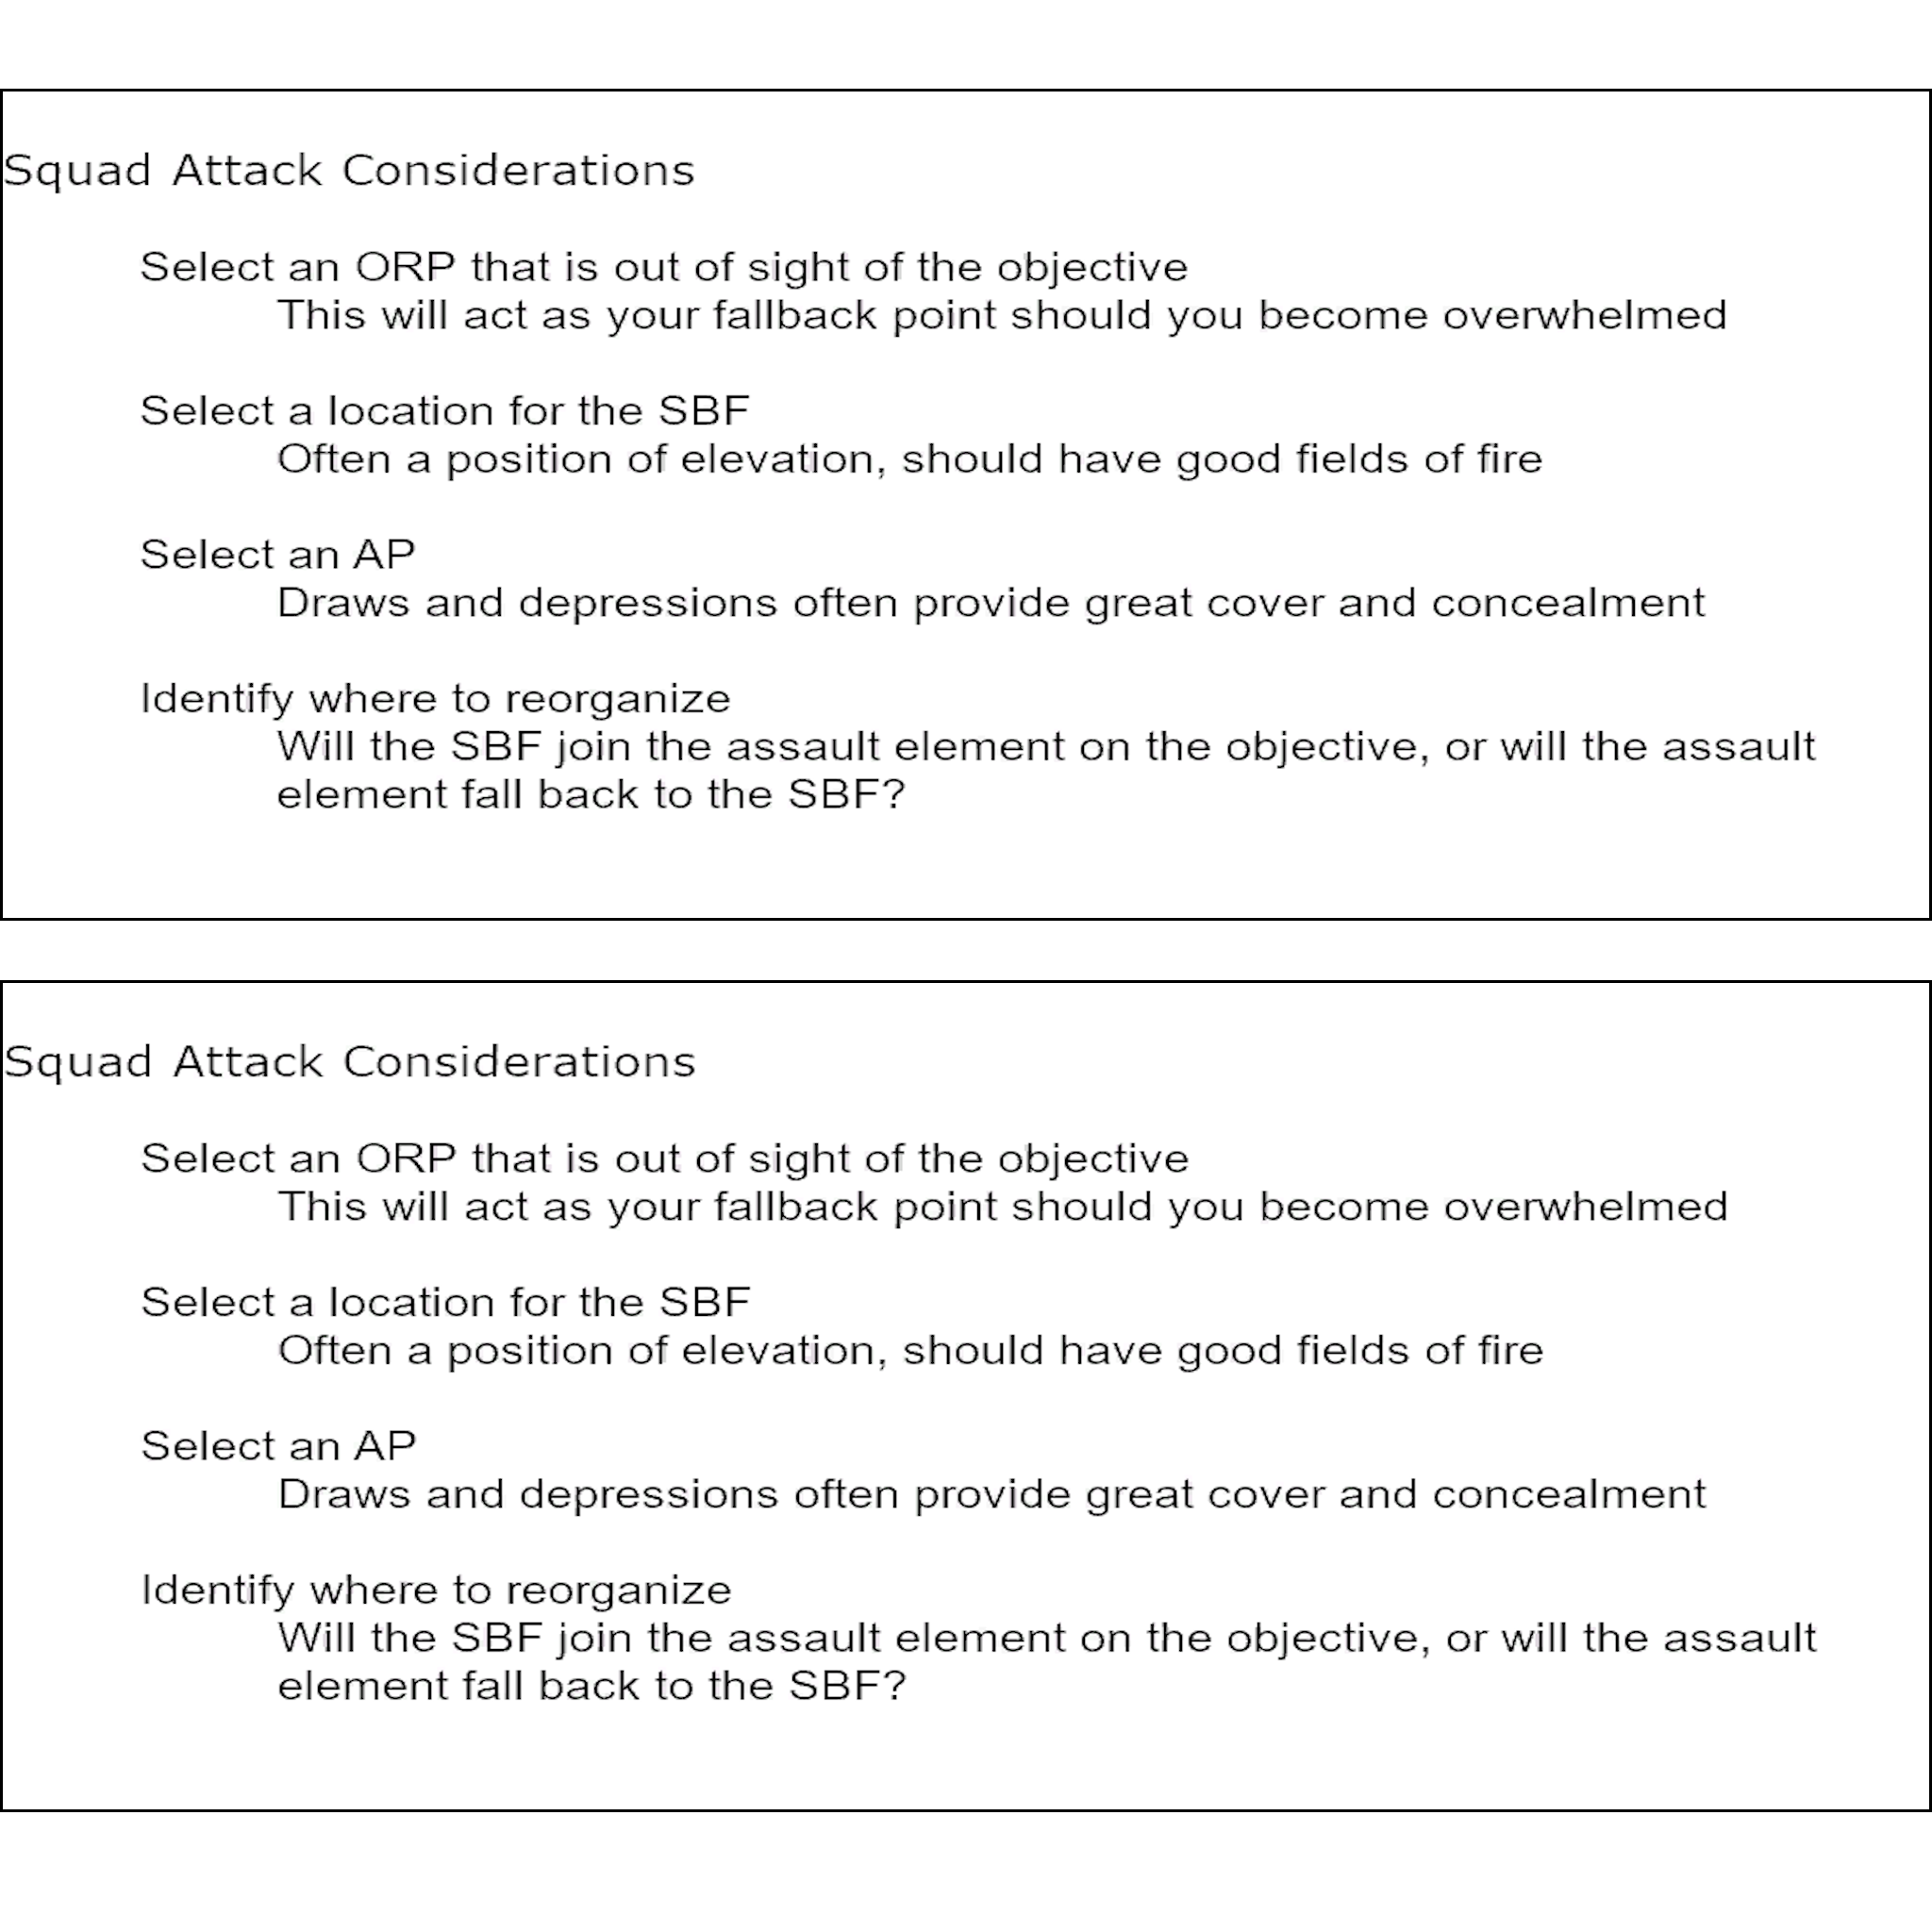 Squad Attack Considerations
Select an ORP that is out of sight of the objective
This will act as your fallback point should you become overwhelmed
Select a location for the SBF
Often a position of elevation, should have good fields of fire
Select an AP
Draws and depressions often provide great cover and concealment
Identify where to reorganize
Will the SBF join the assault element on the objective, or will the assault
element fall back to the SBF?
Squad Attack Considerations
Select an ORP that is out of sight of the objective
This will act as your fallback point should you become overwhelmed
Select a location for the SBF
Often a position of elevation, should have good fields of fire
Select an AP
Draws and depressions often provide great cover and concealment
Identify where to reorganize
Will the SBF join the assault element on the objective, or will the assault
element fall back to the SBF?